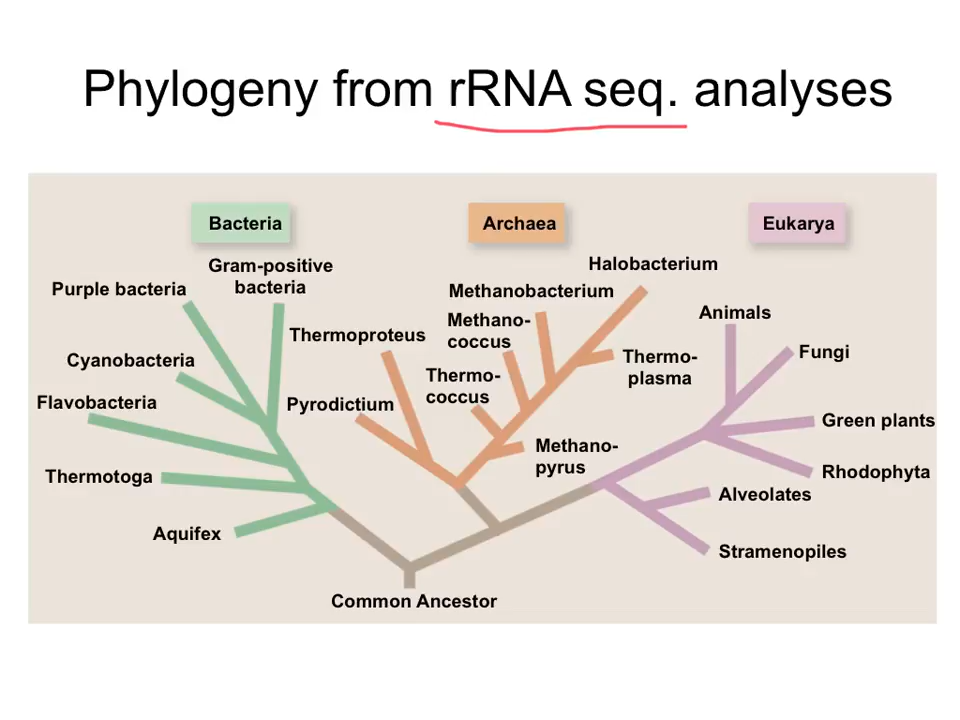 Phylogeny from rRNA seq. analyses
Bacteria
Archaea
Eukarya
Gram-positive
bacteria
Purple bacteria
Cyanobacteria
Flavobacteria
Thermotoga
Aquifex
Thermoproteus
Pyrodictium
Halobacterium
Methanobacterium
Methano-
coccus
Thermo-
coccus
Thermo-
plasma
Methano-
pyrus
Animals
Fungi
Green plants
Rhodophyta
Alveolates
Stramenopiles
Common Ancestor